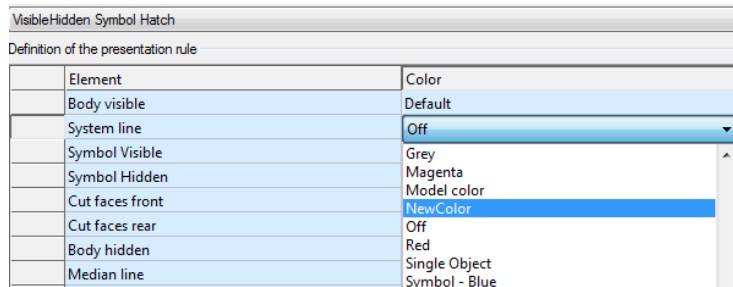 VisibleHidden Symbol Hatch
Definition of the presentation rule
Element Color
Body visible Default
System line Off
Symbol Visible
Grey
Symbol Hidden
Magenta
Model color
Cut faces front
NewColor
Cut faces rear
Off
Body hidden
Red
Single Object
Median line
Symbol - Blue